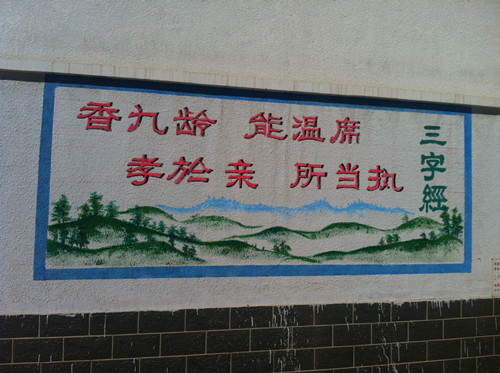 香九龄 能温席
孝於亲 所当执
三字經